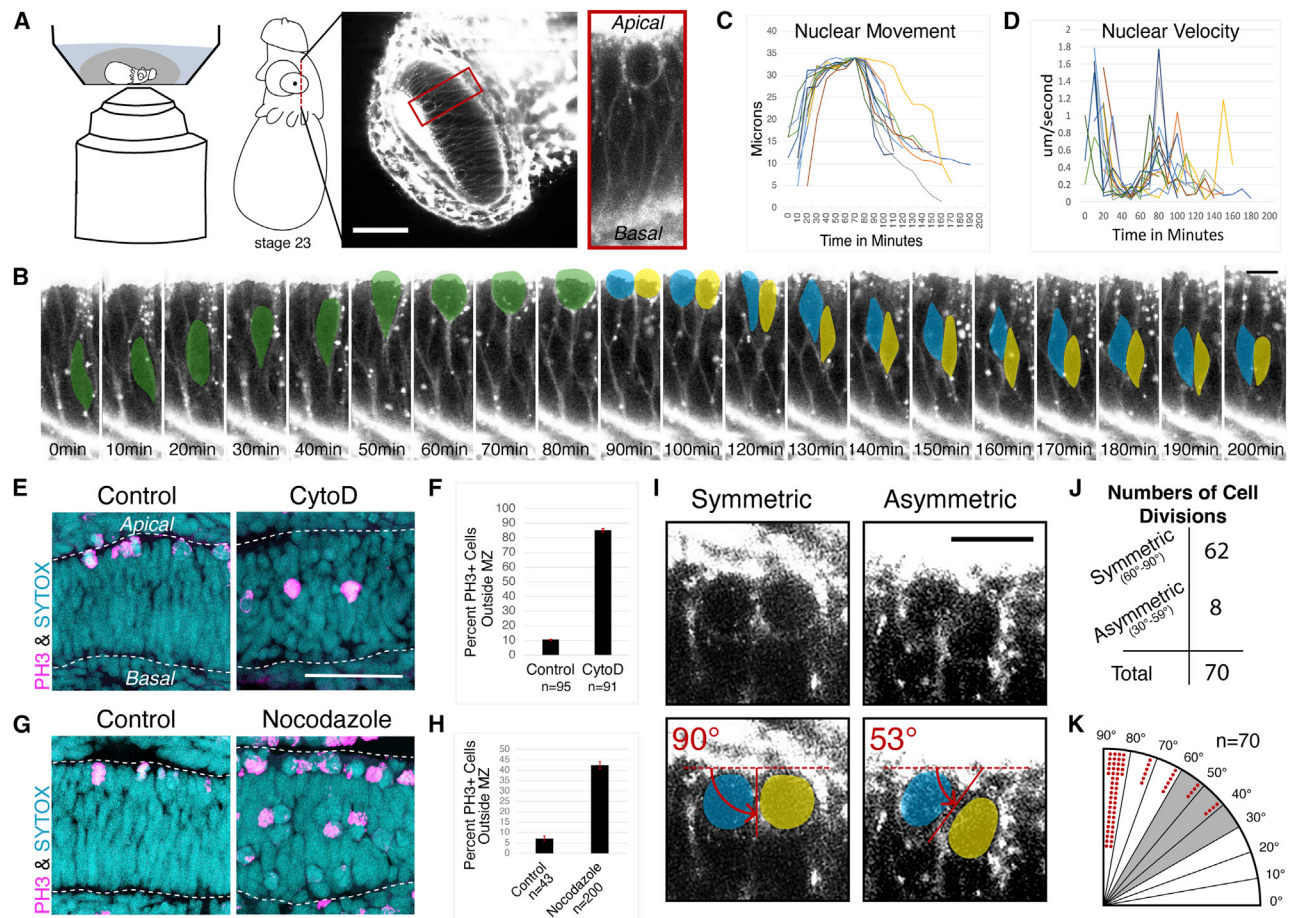 A
stage 23
Apical
Basal
C
Nuclear Movement
Microns
40
35
30
25
20
15
10
5
0
0 10 20 30 40 50 60 70 80 90 100 110 120 130 140 150 160 170 180 190 200
Time in Minutes
D
Nuclear Velocity
um/second
2
1.8
1.6
1.4
1.2
1
0.8
0.6
0.4
0.2
0
0 20 40 60 80 100 120 140 160 180 200
Time in Minutes
B
0min 10min 20min 30min 40min 50min 60min 70min 80min 90min 100min 120min 130min 140min 150min 160min 170min 180min 190min 200min
E
Control
CytoD
PH3 & SYTOX
Apical
Basal
F
Percent PH3+ Cells
Outside MZ
100
90
80
70
60
50
40
30
20
10
0
Control CytoD
n=95 n=91
G
Control
Nocodazole
PH3 & SYTOX
H
Percent PH3+ Cells
Outside MZ
50
45
40
35
30
25
20
15
10
5
0
Control
n=43
Nocodazole
n=200
I
Symmetric
Asymmetric
90°
53°
J
Numbers of Cell
Divisions
Symmetric
(60°-90°)
62
Asymmetric
(30°-59°)
8
Total
70
K
n=70
90°
80°
70°
60°
50°
40°
30°
20°
10°
0°